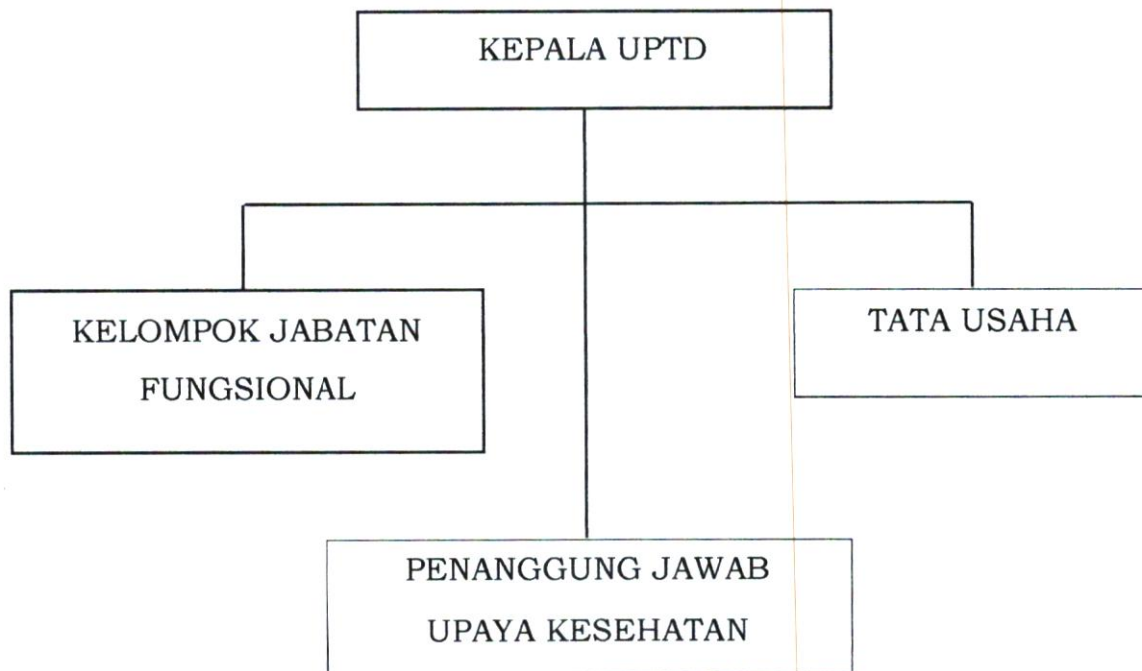 KEPALA UPTD
KELOMPOK JABATAN
FUNGSIONAL
TATA USAHA
PENANGGUNG JAWAB
UPAYA KESEHATAN